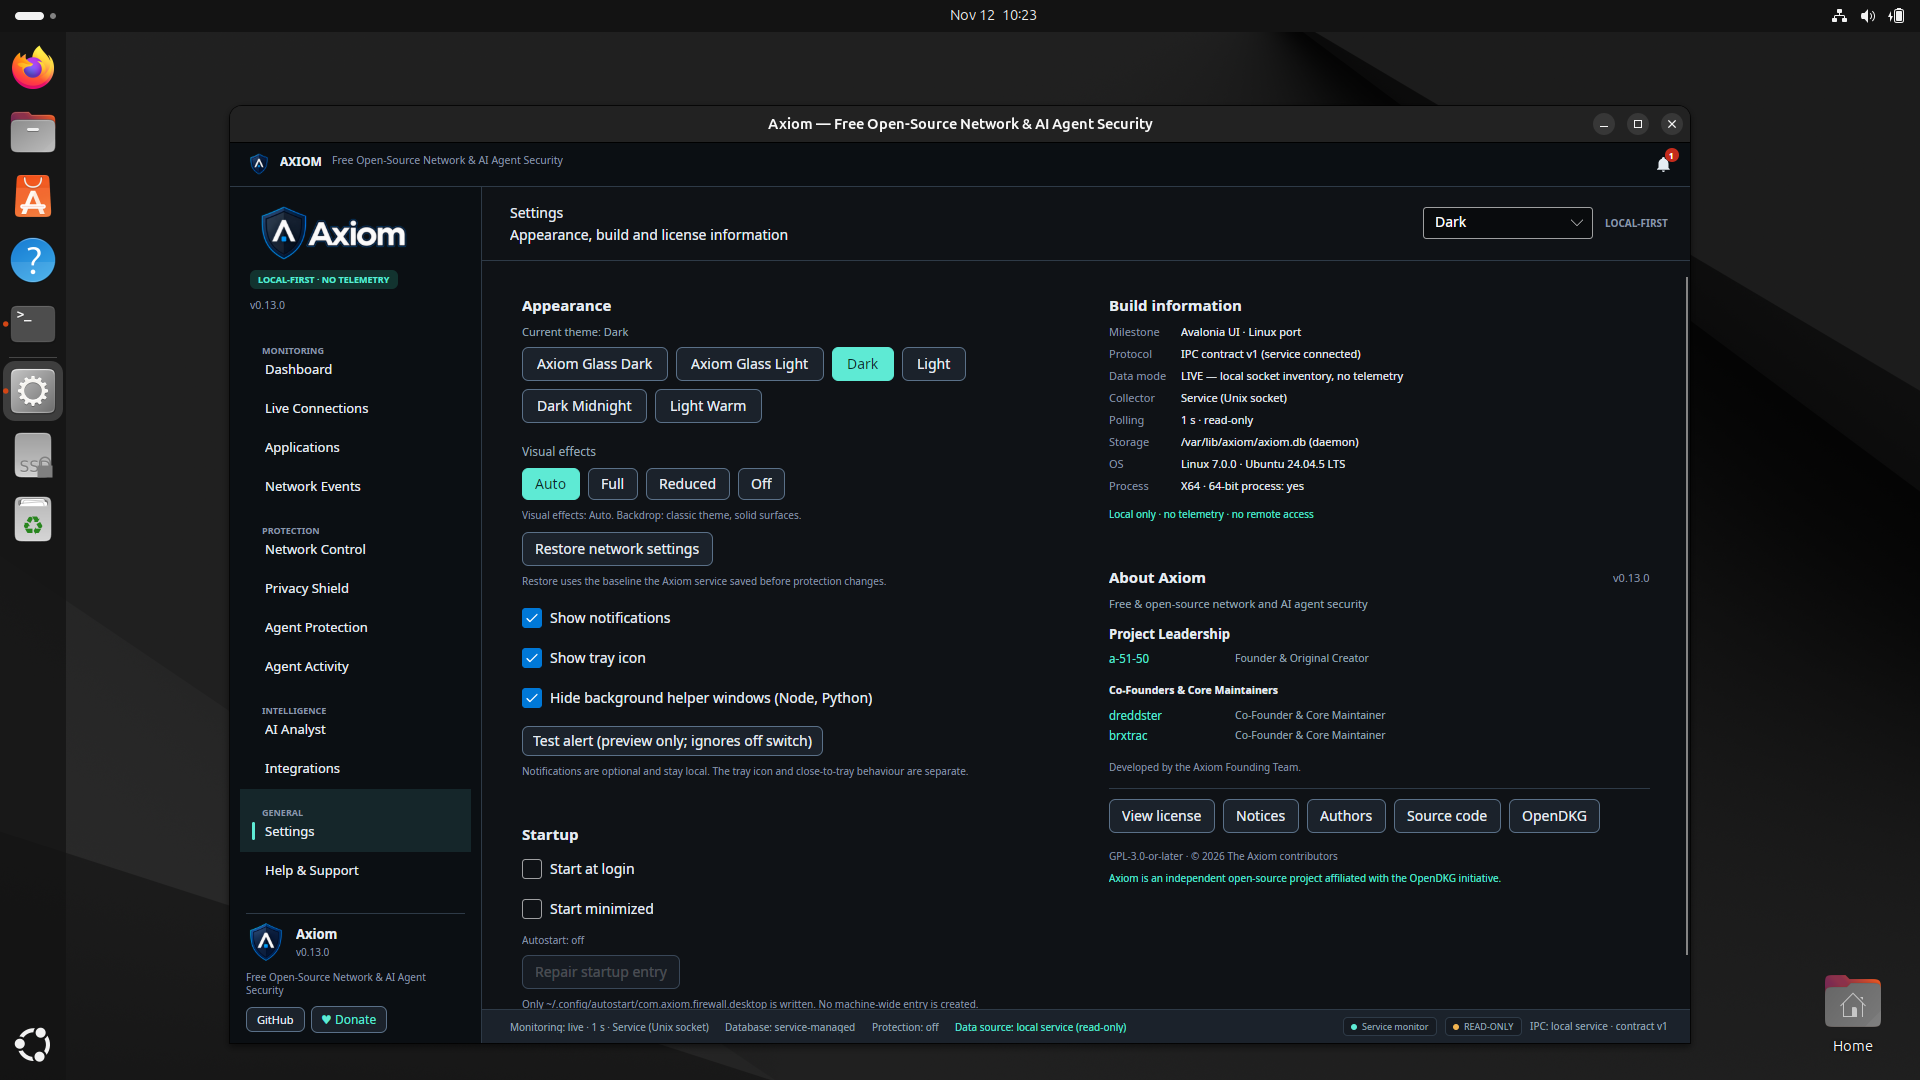 Nov 12 10:23
Axiom — Free Open-Source Network & AI Agent Security
AXIOM Free Open-Source Network & AI Agent Security
1
Axiom
LOCAL-FIRST · NO TELEMETRY
v0.13.0
MONITORING
Dashboard
Live Connections
Applications
Network Events
PROTECTION
Network Control
Privacy Shield
Agent Protection
Agent Activity
INTELLIGENCE
AI Analyst
Integrations
GENERAL
Settings
Help & Support
Axiom
v0.13.0
Free Open-Source Network & AI Agent
Security
GitHub
♥ Donate
Settings
Appearance, build and license information
Dark
LOCAL-FIRST
Appearance
Current theme: Dark
Axiom Glass Dark
Axiom Glass Light
Dark
Light
Dark Midnight
Light Warm
Visual effects
Auto
Full
Reduced
Off
Visual effects: Auto. Backdrop: classic theme, solid surfaces.
Restore network settings
Restore uses the baseline the Axiom service saved before protection changes.
Show notifications
Show tray icon
Hide background helper windows (Node, Python)
Test alert (preview only; ignores off switch)
Notifications are optional and stay local. The tray icon and close-to-tray behaviour are separate.
Startup
Start at login
Start minimized
Autostart: off
Repair startup entry
Only ~/.config/autostart/com.axiom.firewall.desktop is written. No machine-wide entry is created.
Build information
Milestone Avalonia UI · Linux port
Protocol IPC contract v1 (service connected)
Data mode LIVE — local socket inventory, no telemetry
Collector Service (Unix socket)
Polling 1 s · read-only
Storage /var/lib/axiom/axiom.db (daemon)
OS Linux 7.0.0 · Ubuntu 24.04.5 LTS
Process X64 · 64-bit process: yes
Local only · no telemetry · no remote access
About Axiom v0.13.0
Free & open-source network and AI agent security
Project Leadership
a-51-50 Founder & Original Creator
Co-Founders & Core Maintainers
dreddster Co-Founder & Core Maintainer
brxtrac Co-Founder & Core Maintainer
Developed by the Axiom Founding Team.
View license
Notices
Authors
Source code
OpenDKG
GPL-3.0-or-later · © 2026 The Axiom contributors
Axiom is an independent open-source project affiliated with the OpenDKG initiative.
Monitoring: live · 1 s · Service (Unix socket) Database: service-managed Protection: off Data source: local service (read-only)
Service monitor
READ-ONLY
IPC: local service · contract v1
>_
?
SSD
Home